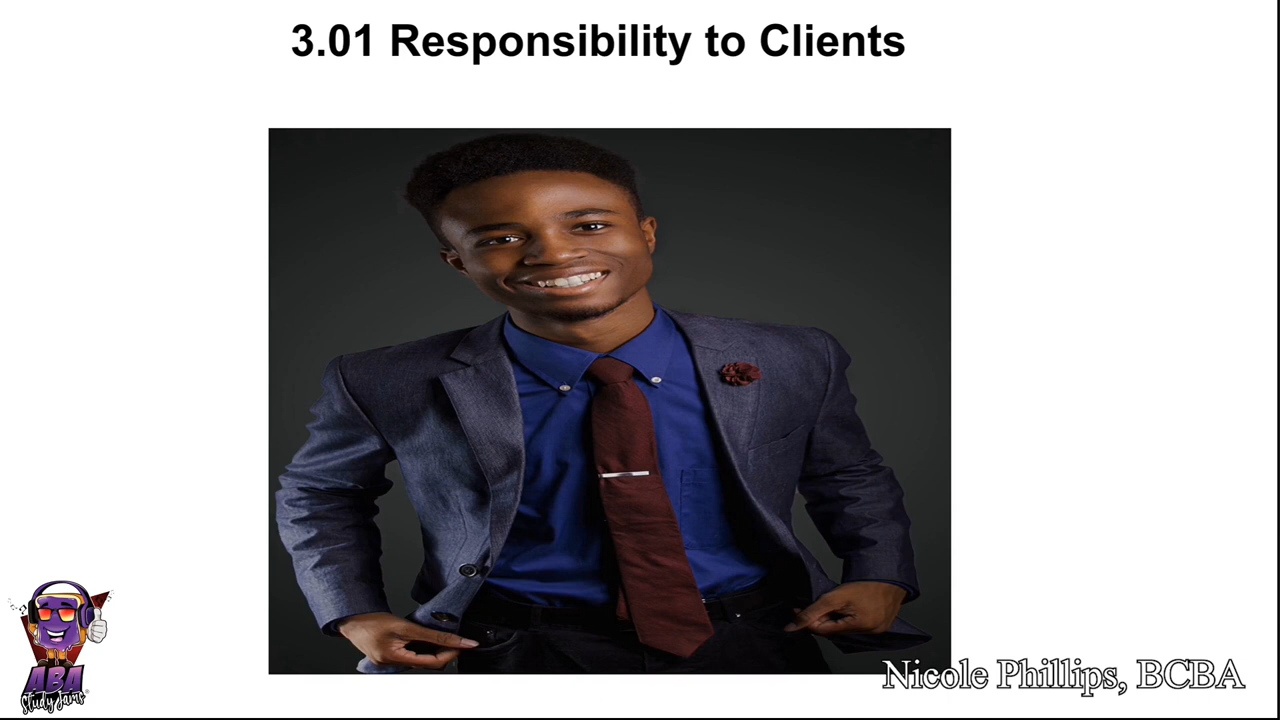 3.01 Responsibility to Clients
Nicole Phillips, BCBA
ABA
Study Jams